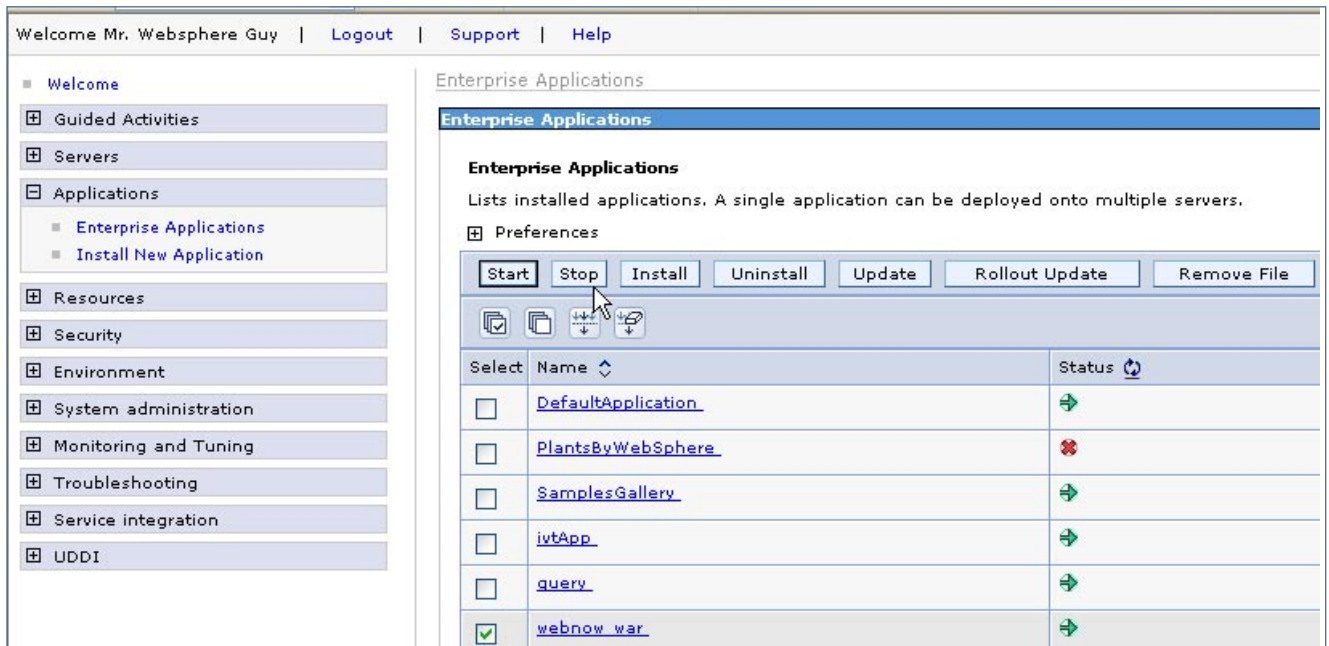 Welcome Mr. Websphere Guy | Logout | Support | Help
Welcome
Guided Activities
Servers
Applications
Enterprise Applications
Install New Application
Resources
Security
Environment
System administration
Monitoring and Tuning
Troubleshooting
Service integration
UDDI
Enterprise Applications
Enterprise Applications
Enterprise Applications
Lists installed applications. A single application can be deployed onto multiple servers.
Preferences
Start Stop Install Uninstall Update Rollout Update Remove File
Select Name Status
DefaultApplication
PlantsByWebSphere
SamplesGallery
ivtApp
query
webnow_war